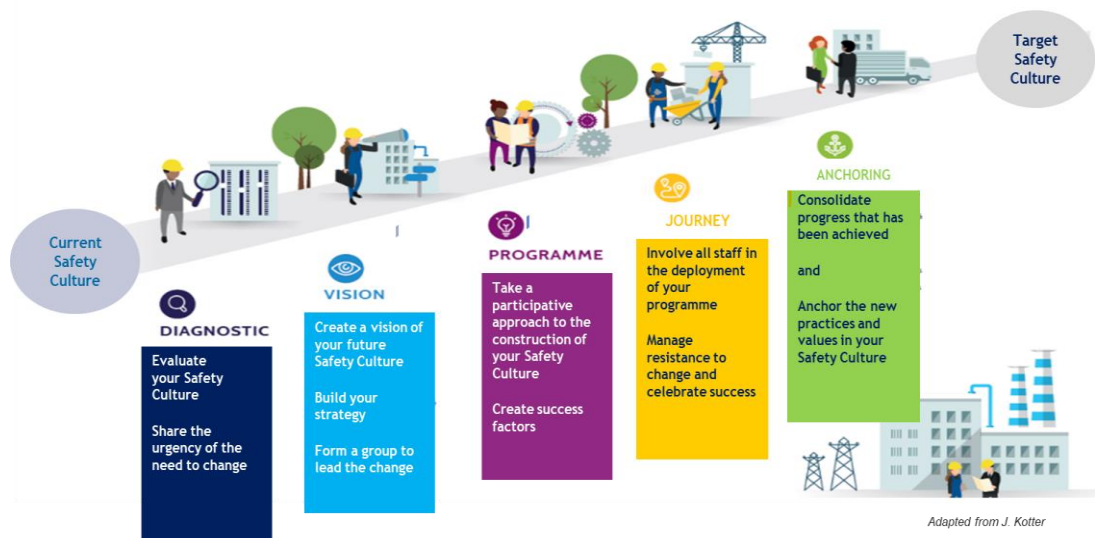 Current
Safety
Culture
DIAGNOSTIC
Evaluate
your Safety
Culture
Share the
urgency of the
need to change
VISION
Create a vision of
your future
Safety Culture
Build your
strategy
Form a group to
lead the change
PROGRAMME
Take a
participative
approach to the
construction of
your Safety
Culture
Create success
factors
JOURNEY
Involve all staff in
the deployment
of your
programme
Manage
resistance to
change and
celebrate success
ANCHORING
Consolidate
progress that has
been achieved
and
Anchor the new
practices and
values in your
Safety Culture
Target
Safety
Culture
Adapted from J. Kotter